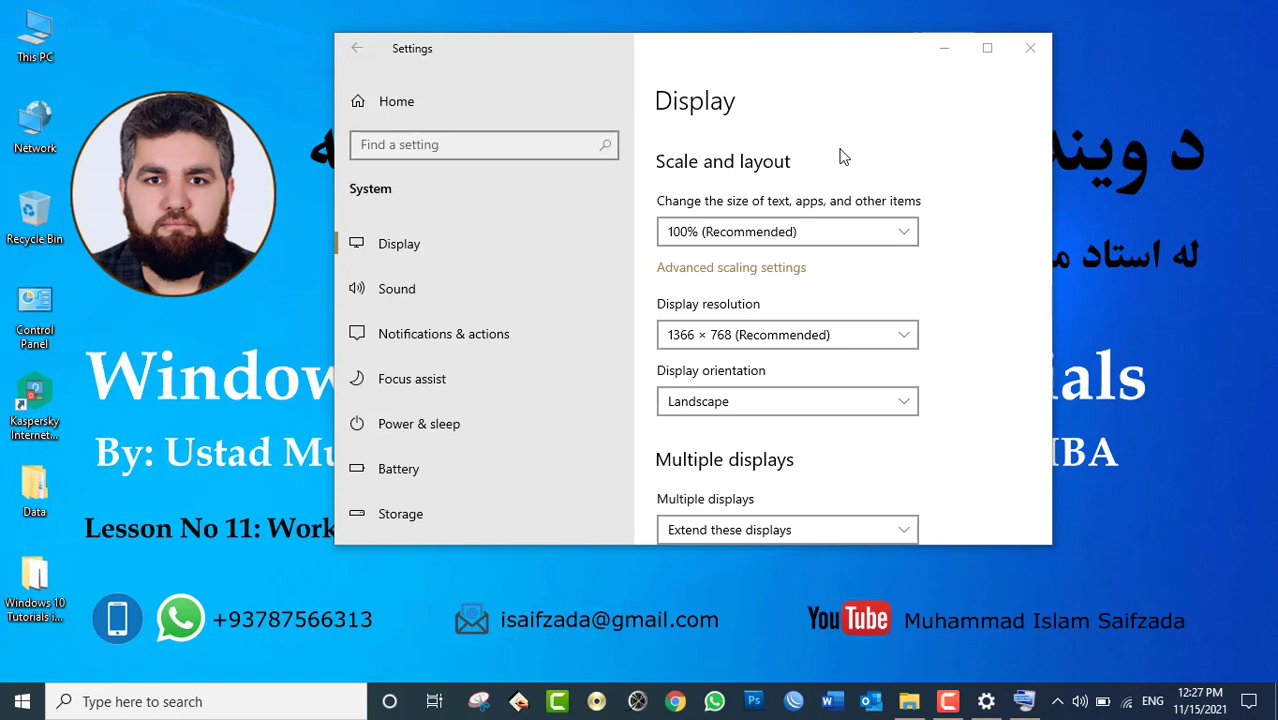 This PC
Network
Recycle Bin
Control
Panel
Kaspersky
Internet...
Data
Windows 10
Tutorials i...
Settings
Home
Find a setting
System
Display
Sound
Notifications & actions
Focus assist
Power & sleep
Battery
Storage
Display
Scale and layout
Change the size of text, apps, and other items
100% (Recommended)
Advanced scaling settings
Display resolution
1366 × 768 (Recommended)
Display orientation
Landscape
Multiple displays
Multiple displays
Extend these displays
د ویند
له استاد م
Window
ials
By: Ustad Mu
MBA
Lesson No 11: Work
+93787566313
isaifzada@gmail.com
YouTube
Muhammad Islam Saifzada
Type here to search
Ps
ENG
12:27 PM
11/15/2021